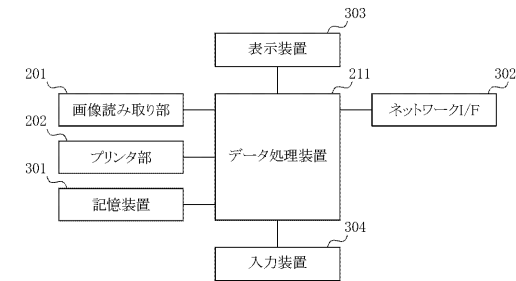 303
表示装置
201
211
302
画像読み取り部
ネットワークI/F
202
プリンタ部
データ処理装置
301
記憶装置
304
入力装置